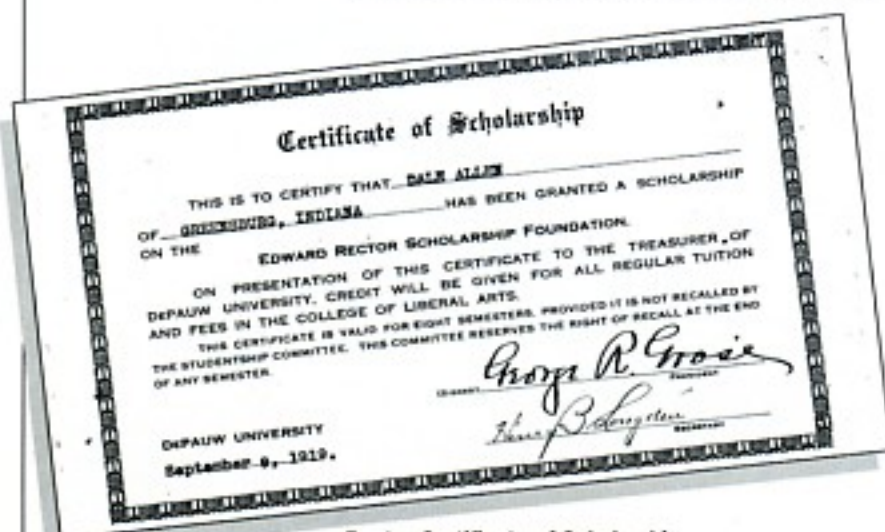 Certificate of Scholarship
THIS IS TO CERTIFY THAT DALE ALLEN
OF GREENSBURG, INDIANA HAS BEEN GRANTED A SCHOLARSHIP
ON THE EDWARD RECTOR SCHOLARSHIP FOUNDATION.
ON PRESENTATION OF THIS CERTIFICATE TO THE TREASURER OF
DEPAUW UNIVERSITY, CREDIT WILL BE GIVEN FOR ALL REGULAR TUITION
AND FEES IN THE COLLEGE OF LIBERAL ARTS.
THIS CERTIFICATE IS VALID FOR EIGHT SEMESTERS, PROVIDED IT IS NOT RECALLED BY
THE STUDENTSHIP COMMITTEE. THIS COMMITTEE RESERVES THE RIGHT OF RECALL AT THE END
OF ANY SEMESTER.
George R. Grose
PRESIDENT
DEPAUW UNIVERSITY
B Longden
SECRETARY
September 9, 1919.